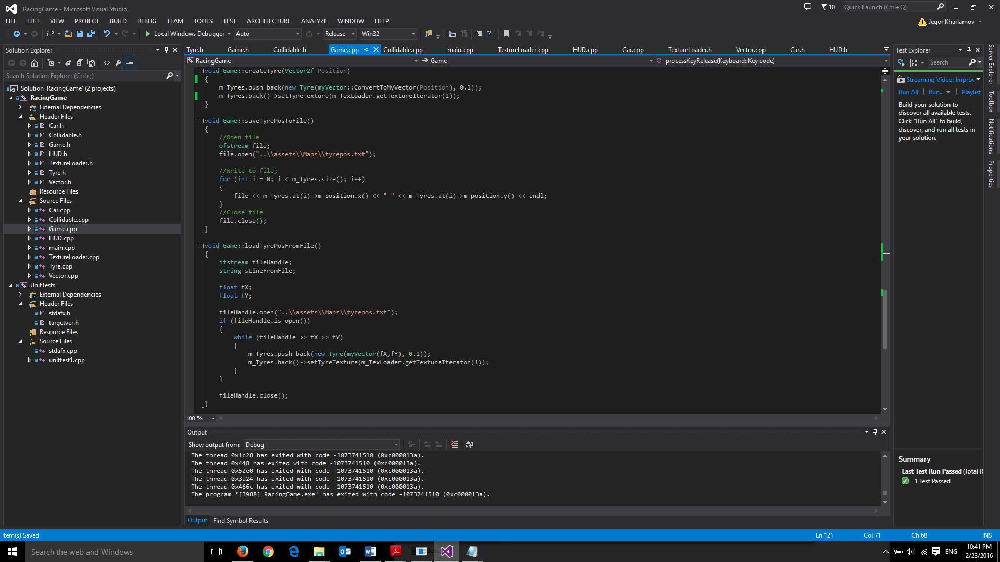 RacingGame - Microsoft Visual Studio
10
Quick Launch (Ctrl+Q)
FILE EDIT VIEW PROJECT BUILD DEBUG TEAM TOOLS TEST ARCHITECTURE ANALYZE WINDOW HELP
Jegor Kharlamov
Local Windows Debugger Auto Release Win32
Solution Explorer
Search Solution Explorer (Ctrl+;)
Solution 'RacingGame' (2 projects)
RacingGame
External Dependencies
Header Files
Car.h
Collidable.h
Game.h
HUD.h
TextureLoader.h
Tyre.h
Vector.h
Resource Files
Source Files
Car.cpp
Collidable.cpp
Game.cpp
HUD.cpp
main.cpp
TextureLoader.cpp
Tyre.cpp
Vector.cpp
UnitTests
External Dependencies
Header Files
stdafx.h
targetver.h
Resource Files
Source Files
stdafx.cpp
unittest1.cpp
Tyre.h Game.h Collidable.h Game.cpp Collidable.cpp main.cpp TextureLoader.cpp HUD.cpp Car.cpp TextureLoader.h Vector.cpp Car.h HUD.h
RacingGame Game processKeyRelease(Keyboard::Key code)
void Game::createTyre(Vector2f Position)
{
m_Tyres.push_back(new Tyre(myVector::ConvertToMyVector(Position), 0.1));
m_Tyres.back()->setTyreTexture(m_TexLoader.getTextureIterator(1));
}
void Game::saveTyrePosToFile()
{
//Open file
ofstream file;
file.open("..\\assets\\Maps\\tyrepos.txt");
//Write to file;
for (int i = 0; i < m_Tyres.size(); i++)
{
file << m_Tyres.at(i)->m_position.x() << " " << m_Tyres.at(i)->m_position.y() << endl;
}
//Close file
file.close();
}
void Game::loadTyrePosFromFile()
{
ifstream fileHandle;
string sLineFromFile;
float fX;
float fY;
fileHandle.open("..\\assets\\Maps\\tyrepos.txt");
if (fileHandle.is_open())
{
while (fileHandle >> fX >> fY)
{
m_Tyres.push_back(new Tyre(myVector(fX,fY), 0.1));
m_Tyres.back()->setTyreTexture(m_TexLoader.getTextureIterator(1));
}
}
fileHandle.close();
}
100 %
Output
Show output from: Debug
The thread 0x1c28 has exited with code -1073741510 (0xc000013a).
The thread 0x448 has exited with code -1073741510 (0xc000013a).
The thread 0x52e0 has exited with code -1073741510 (0xc000013a).
The thread 0x3a24 has exited with code -1073741510 (0xc000013a).
The thread 0x466c has exited with code -1073741510 (0xc000013a).
The program '[3988] RacingGame.exe' has exited with code -1073741510 (0xc000013a).
Output Find Symbol Results
Test Explorer
Search
Streaming Video: Improv
Run All Run... Playlist :
Build your solution to
discover all available tests.
Click "Run All" to build,
discover, and run all tests in
your solution.
Summary
Last Test Run Passed (Total R
1 Test Passed
Server Explorer
Toolbox
Notifications
Properties
Item(s) Saved
Ln 121 Col 71 Ch 68 INS
Search the web and Windows
ENG
10:41 PM
2/23/2016